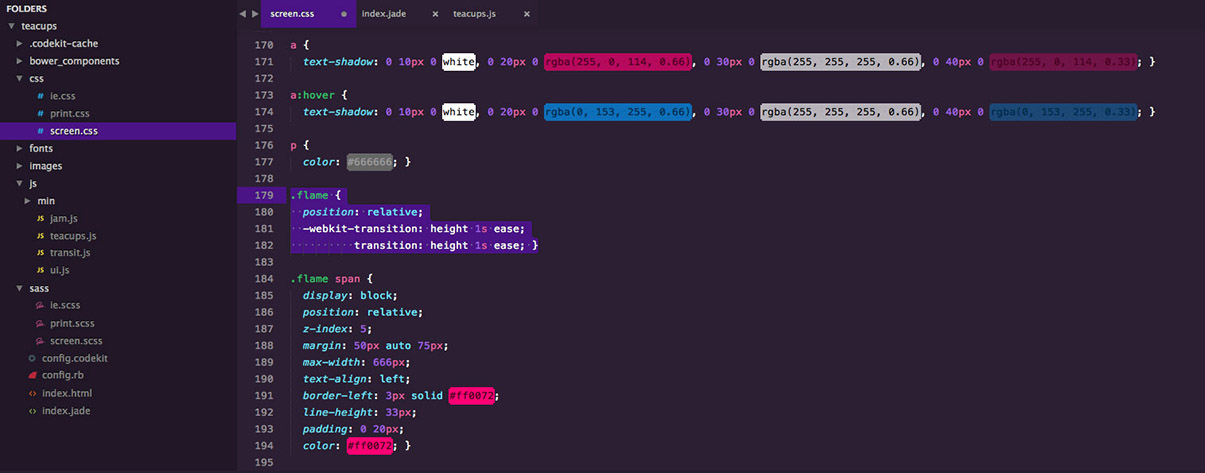 FOLDERS
teacups
.codekit-cache
bower_components
css
# ie.css
# print.css
# screen.css
fonts
images
js
min
JS jam.js
JS teacups.js
JS transit.js
JS ui.js
sass
ie.scss
print.scss
screen.scss
config.codekit
config.rb
<> index.html
<> index.jade
screen.css index.jade × teacups.js ×
170 a {
171 text-shadow: 0 10px 0 white, 0 20px 0 rgba(255, 0, 114, 0.66), 0 30px 0 rgba(255, 255, 255, 0.66), 0 40px 0 rgba(255, 0, 114, 0.33); }
172
173 a:hover {
174 text-shadow: 0 10px 0 white, 0 20px 0 rgba(0, 153, 255, 0.66), 0 30px 0 rgba(255, 255, 255, 0.66), 0 40px 0 rgba(0, 153, 255, 0.33); }
175
176 p {
177 color: #666666; }
178
179 .flame {
180 position: relative;
181 -webkit-transition: height 1s ease;
182 transition: height 1s ease; }
183
184 .flame span {
185 display: block;
186 position: relative;
187 z-index: 5;
188 margin: 50px auto 75px;
189 max-width: 666px;
190 text-align: left;
191 border-left: 3px solid #ff0072;
192 line-height: 33px;
193 padding: 0 20px;
194 color: #ff0072; }
195